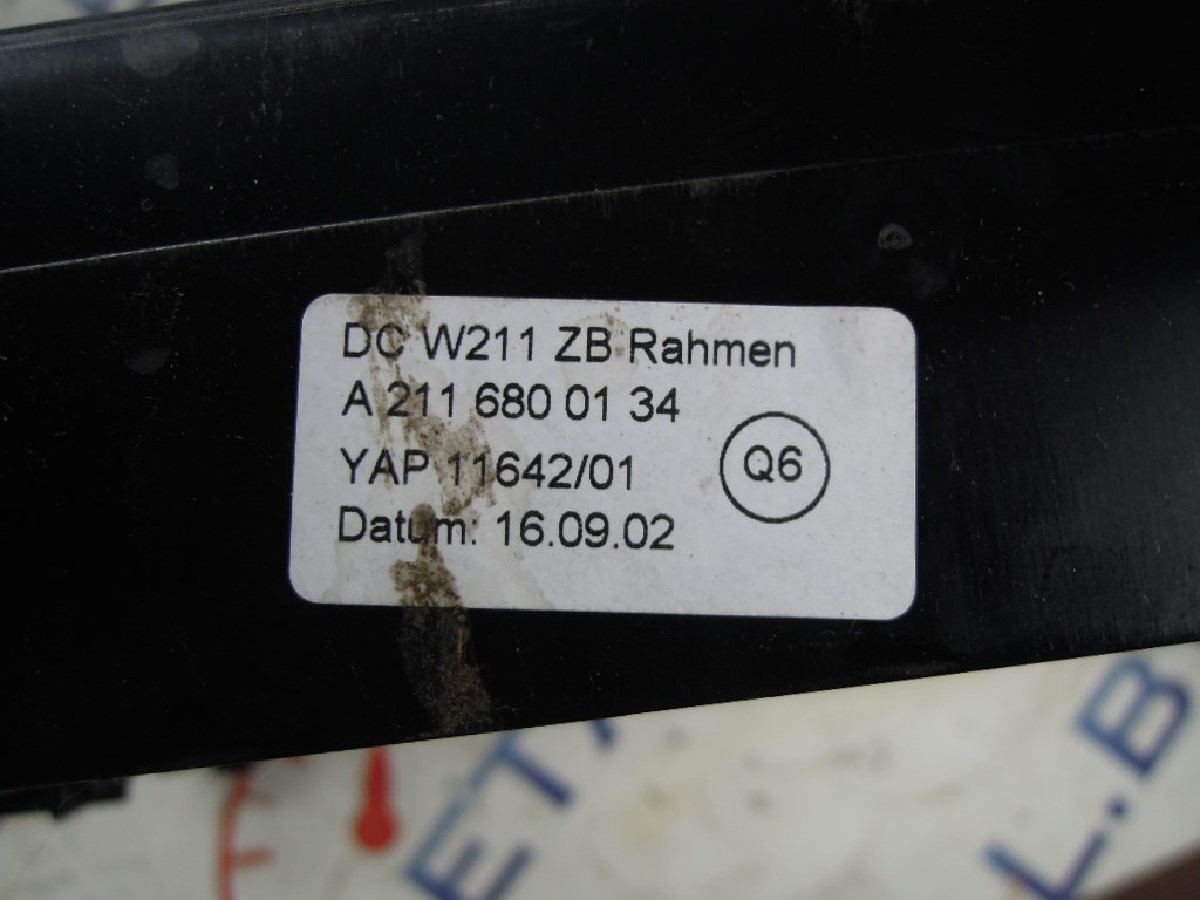 DC W211 ZB Rahmen
A 211 680 01 34
YAP 11642/01
Q6
Datum: 16.09.02
L.B